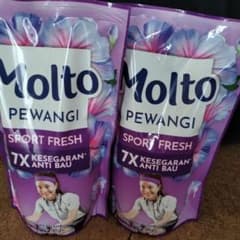 Molto
PEWANGI
SPORT FRESH
7X KESEGARAN*
ANTI BAU
Molto
PEWANGI
SPORT FRESH
7X KESEGARAN*
ANTI BAU